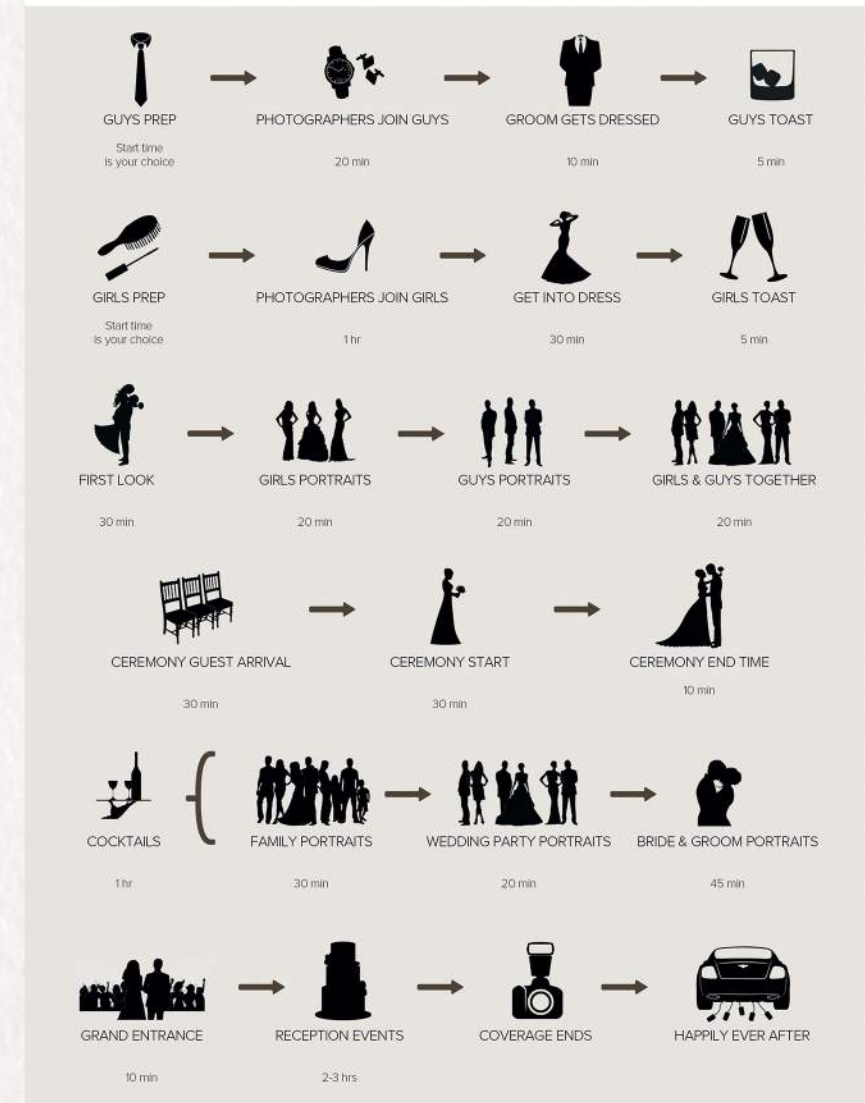 GUYS PREP
Start time
is your choice
PHOTOGRAPHERS JOIN GUYS
20 min
GROOM GETS DRESSED
10 min
GUYS TOAST
5 min
GIRLS PREP
Start time
is your choice
PHOTOGRAPHERS JOIN GIRLS
1 hr
GET INTO DRESS
30 min
GIRLS TOAST
5 min
FIRST LOOK
30 min
GIRLS PORTRAITS
20 min
GUYS PORTRAITS
20 min
GIRLS & GUYS TOGETHER
20 min
CEREMONY GUEST ARRIVAL
30 min
CEREMONY START
30 min
CEREMONY END TIME
10 min
COCKTAILS
1 hr
FAMILY PORTRAITS
30 min
WEDDING PARTY PORTRAITS
20 min
BRIDE & GROOM PORTRAITS
45 min
GRAND ENTRANCE
10 min
RECEPTION EVENTS
2-3 hrs
COVERAGE ENDS
HAPPILY EVER AFTER